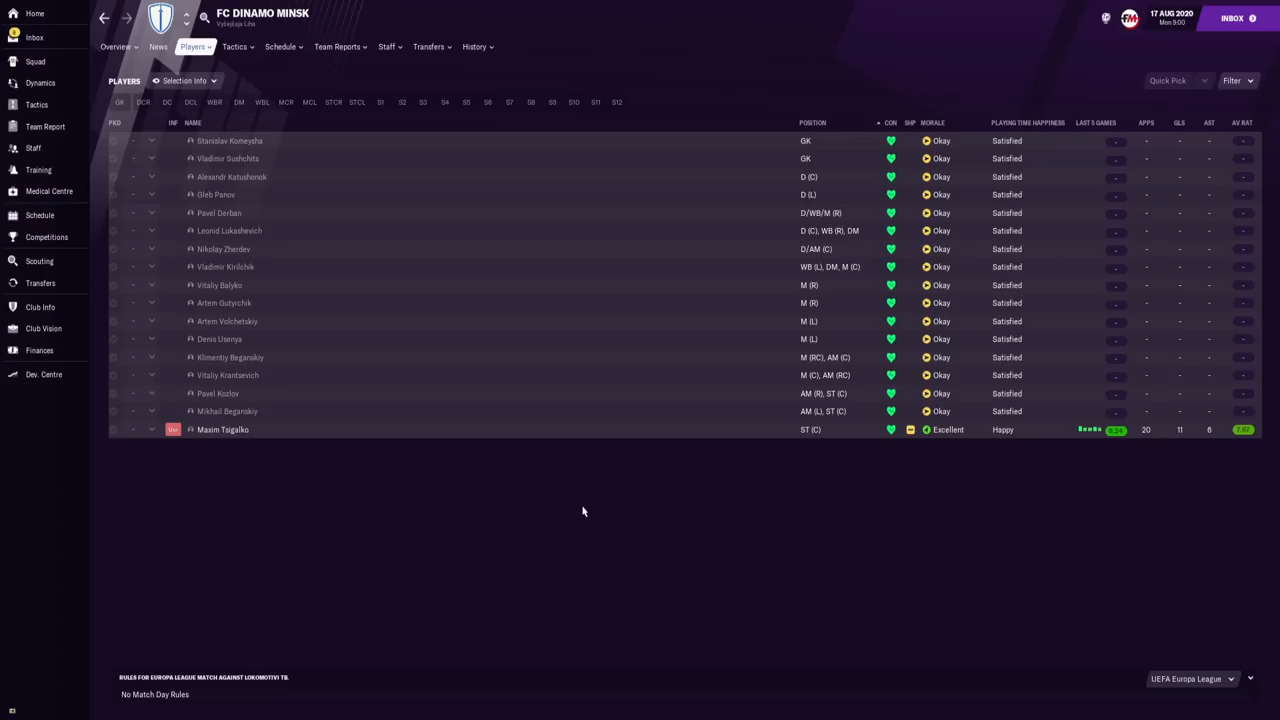 Home
FC DINAMO MINSK
Vyšejšaja Liha
17 AUG 2020
Mon 9:00
INBOX
Inbox
Overview News Players Tactics Schedule Team Reports Staff Transfers History
Squad
Dynamics
PLAYERS Selection Info Quick Pick Filter
Tactics
GK DCR DC DCL WBR DM WBL MCR MCL STCR STCL S1 S2 S3 S4 S5 S6 S7 S8 S9 S10 S11 S12
Team Report
PKD INF NAME POSITION CON SHP MORALE PLAYING TIME HAPPINESS LAST 5 GAMES APPS GLS AST AV RAT
Staff
Stanislav Komeysha GK Okay Satisfied - - - - -
Training
Vladimir Sushchits GK Okay Satisfied - - - - -
Medical Centre
Alexandr Katushonok D (C) Okay Satisfied - - - - -
Gleb Panov D (L) Okay Satisfied - - - - -
Schedule
Pavel Derban D/WB/M (R) Okay Satisfied - - - - -
Competitions
Leonid Lukashevich D (C), WB (R), DM Okay Satisfied - - - - -
Nikolay Zherdev D/AM (C) Okay Satisfied - - - - -
Scouting
Vladimir Kirilchik WB (L), DM, M (C) Okay Satisfied - - - - -
Transfers
Vitaliy Balyko M (R) Okay Satisfied - - - - -
Club Info
Artem Gutyrchik M (R) Okay Satisfied - - - - -
Club Vision
Artem Volchetskiy M (L) Okay Satisfied - - - - -
Finances
Denis Usenya M (L) Okay Satisfied - - - - -
Klimentiy Beganskiy M (RC), AM (C) Okay Satisfied - - - - -
Dev. Centre
Vitaliy Krantsevich M (C), AM (RC) Okay Satisfied - - - - -
Pavel Kozlov AM (R), ST (C) Okay Satisfied - - - - -
Mikhail Beganskiy AM (L), ST (C) Okay Satisfied - - - - -
Maxim Tsigalko ST (C) Excellent Happy 8.24 20 11 6 7.67
RULES FOR EUROPA LEAGUE MATCH AGAINST LOKOMOTIVI TB.
UEFA Europa League
No Match Day Rules